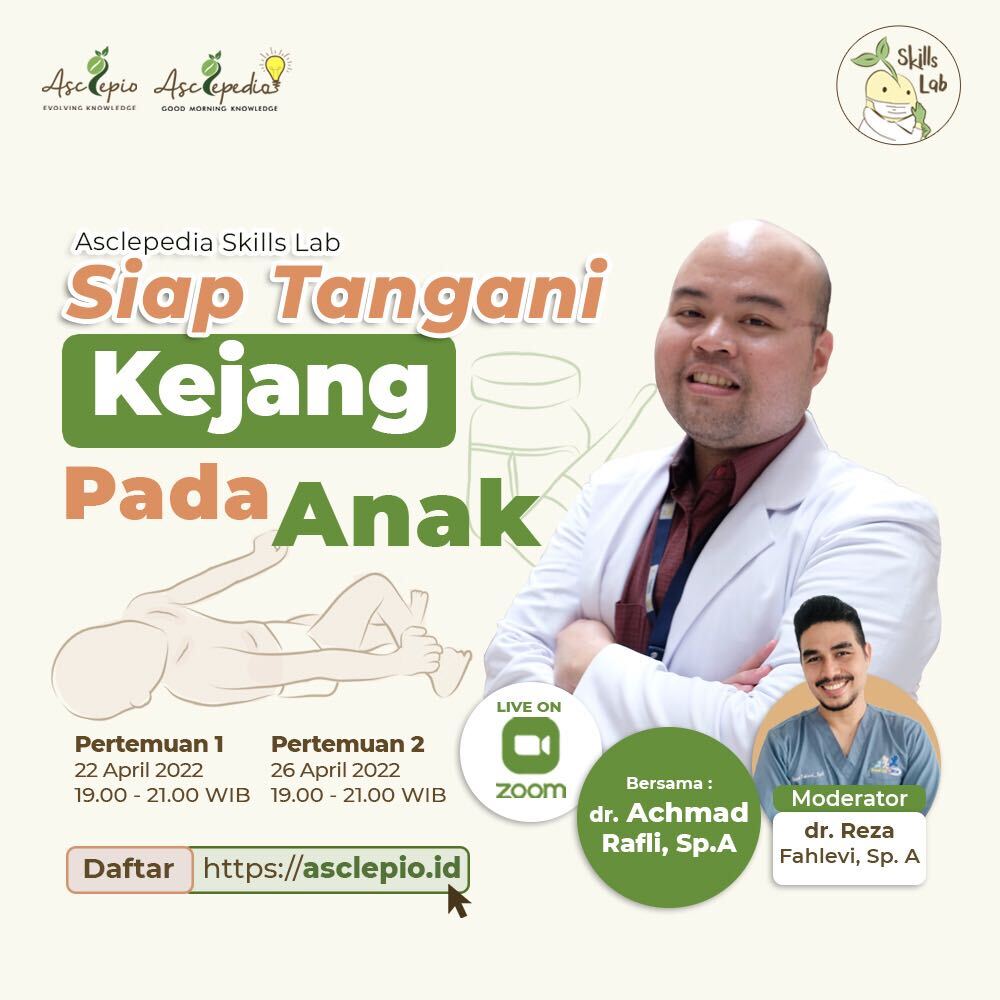 Asclepio
EVOLVING KNOWLEDGE
Asclepedia
GOOD MORNING KNOWLEDGE
Skills
Lab
Asclepedia Skills Lab
Siap Tangani
Kejang
Pada Anak
Pertemuan 1
22 April 2022
19.00 - 21.00 WIB
Pertemuan 2
26 April 2022
19.00 - 21.00 WIB
LIVE ON
zoom
Bersama :
dr. Achmad
Rafli, Sp.A
Moderator
dr. Reza
Fahlevi, Sp. A
Daftar
https://asclepio.id